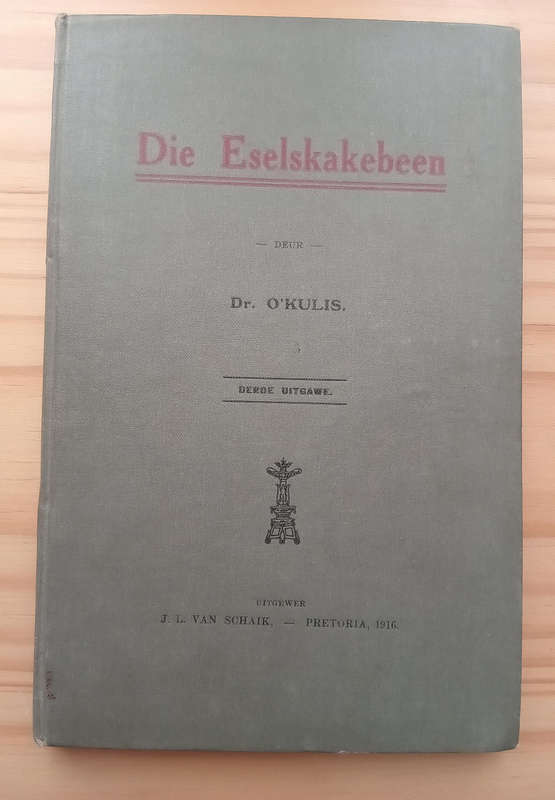 Die Eselskakebeen
— DEUR —
Dr. O'KULIS.
DERDE UITGAWE.
UITGEWER
J. L. VAN SCHAIK, — PRETORIA, 1916.